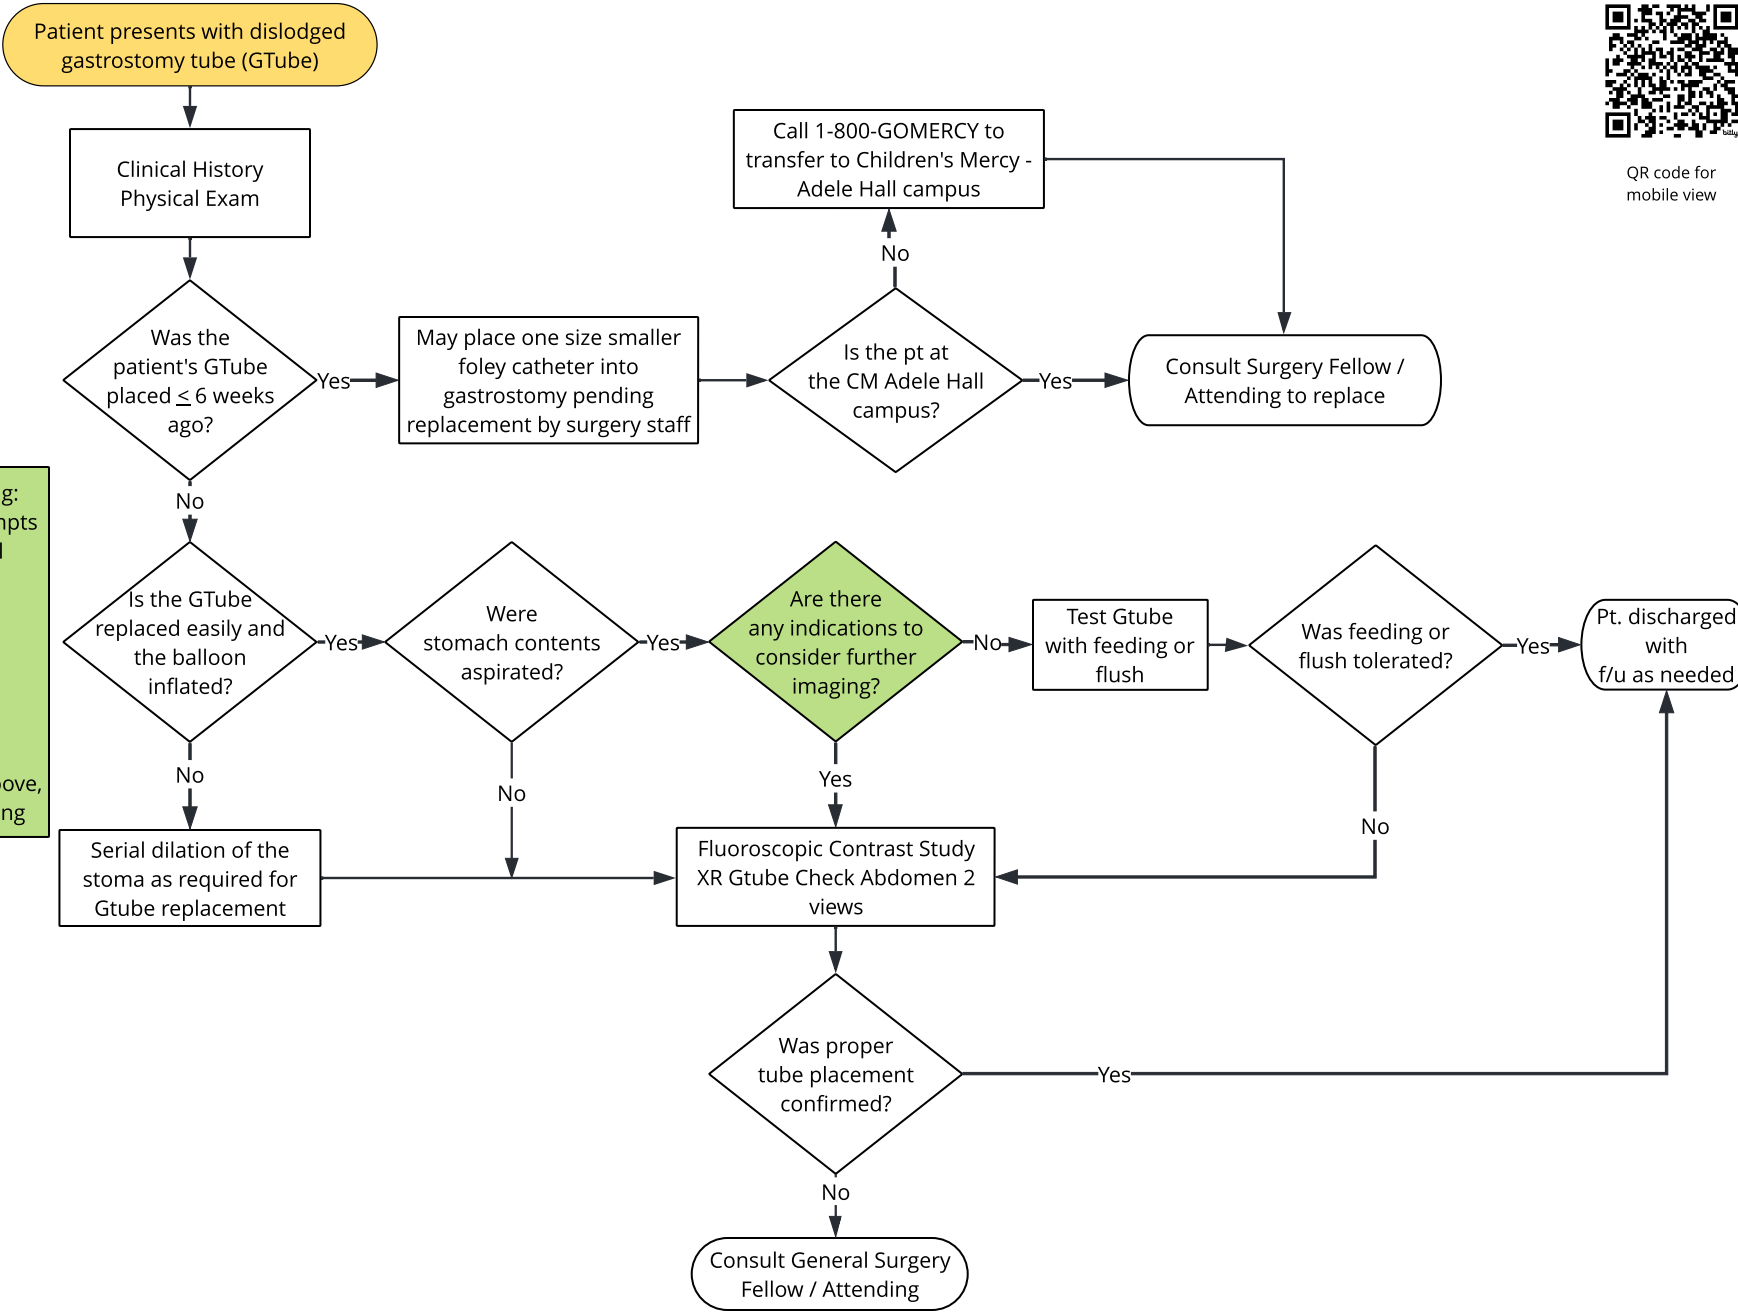 Patient presents with dislodged
gastrostomy tube (GTube)
QR code for
mobile view
Clinical History
Physical Exam
Call 1-800-GOMERCY to
transfer to Children's Mercy -
Adele Hall campus
No
Was the
patient's GTube
placed < 6 weeks
ago?
Yes
May place one size smaller
foley catheter into
gastrostomy pending
replacement by surgery staff
Is the pt at
the CM Adele Hall
campus?
Yes
Consult Surgery Fellow /
Attending to replace
No
g:
Is the GTube
replaced easily and
the balloon
inflated?
Yes
Were
stomach contents
aspirated?
Yes
Are there
any indications to
consider further
imaging?
No
Test Gtube
with feeding or
flush
Was feeding or
flush tolerated?
Yes
Pt. discharged
with
f/u as needed
No
No
Yes
No
ng
Serial dilation of the
stoma as required for
Gtube replacement
Fluoroscopic Contrast Study
XR Gtube Check Abdomen 2
views
Was proper
tube placement
confirmed?
Yes
No
Consult General Surgery
Fellow / Attending